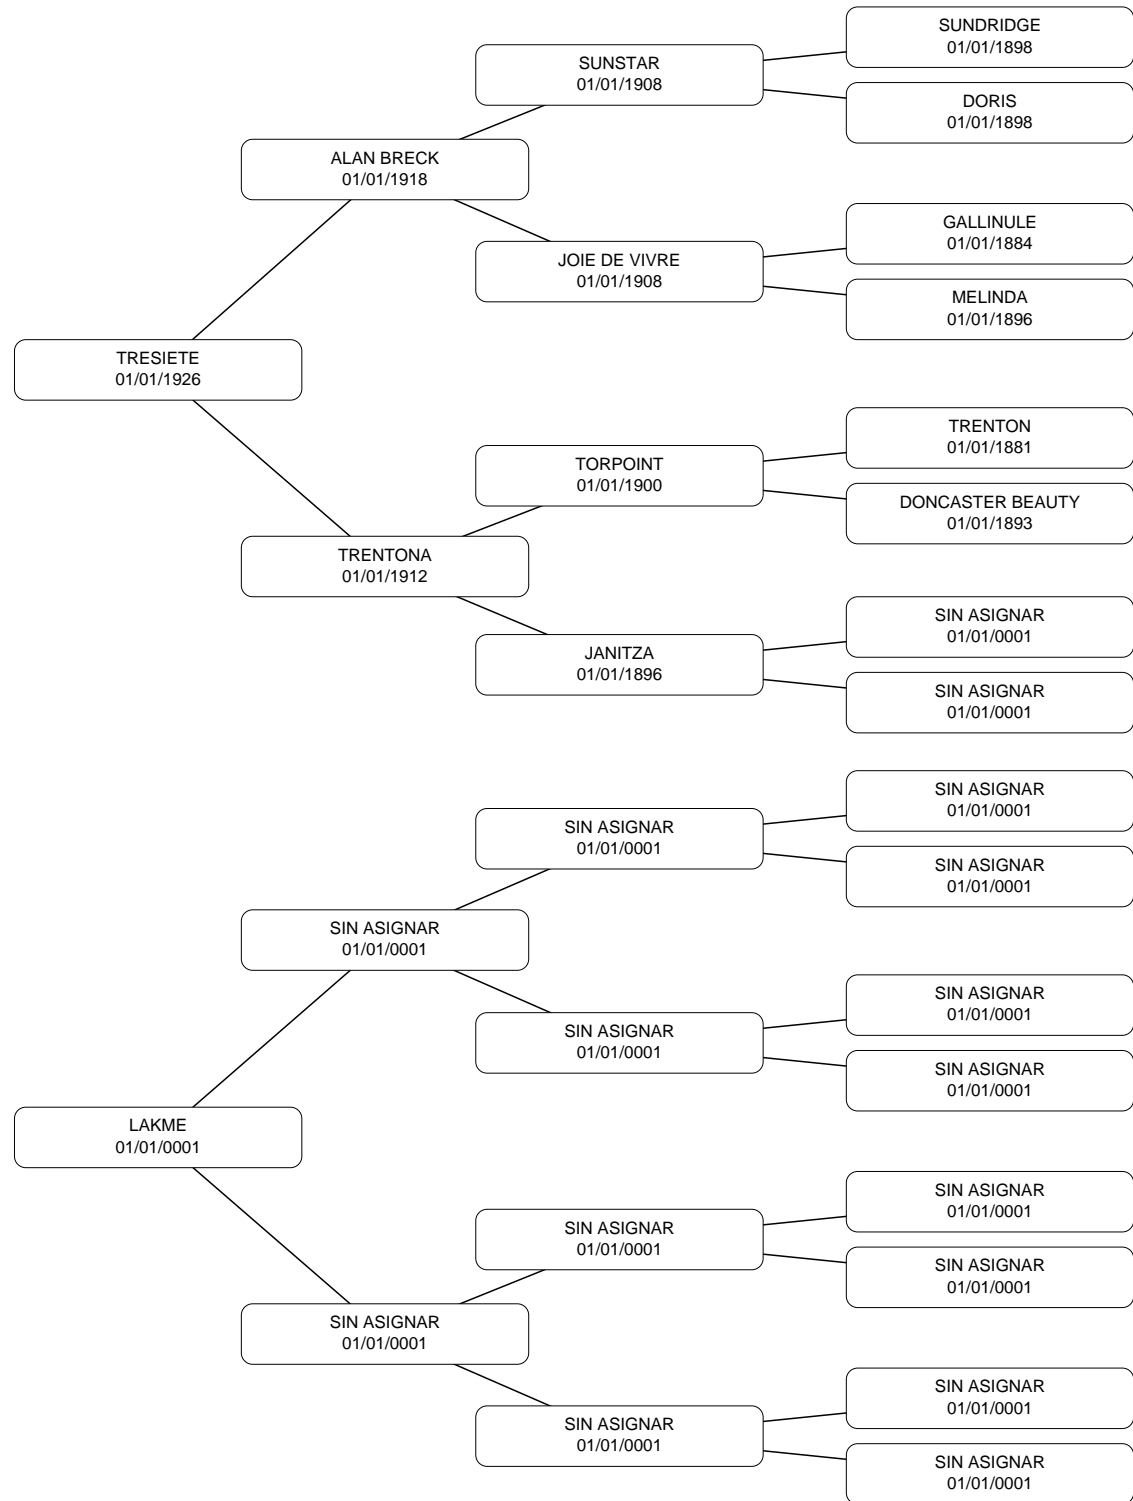 SUNDRIDGE
01/01/1898
SUNSTAR
01/01/1908
DORIS
01/01/1898
ALAN BRECK
01/01/1918
GALLINULE
01/01/1884
JOIE DE VIVRE
01/01/1908
MELINDA
01/01/1896
TRESIETE
01/01/1926
TRENTON
01/01/1881
TORPOINT
01/01/1900
DONCASTER BEAUTY
01/01/1893
TRENTONA
01/01/1912
SIN ASIGNAR
01/01/0001
JANITZA
01/01/1896
SIN ASIGNAR
01/01/0001
SIN ASIGNAR
01/01/0001
SIN ASIGNAR
01/01/0001
SIN ASIGNAR
01/01/0001
SIN ASIGNAR
01/01/0001
SIN ASIGNAR
01/01/0001
SIN ASIGNAR
01/01/0001
SIN ASIGNAR
01/01/0001
LAKME
01/01/0001
SIN ASIGNAR
01/01/0001
SIN ASIGNAR
01/01/0001
SIN ASIGNAR
01/01/0001
SIN ASIGNAR
01/01/0001
SIN ASIGNAR
01/01/0001
SIN ASIGNAR
01/01/0001
SIN ASIGNAR
01/01/0001